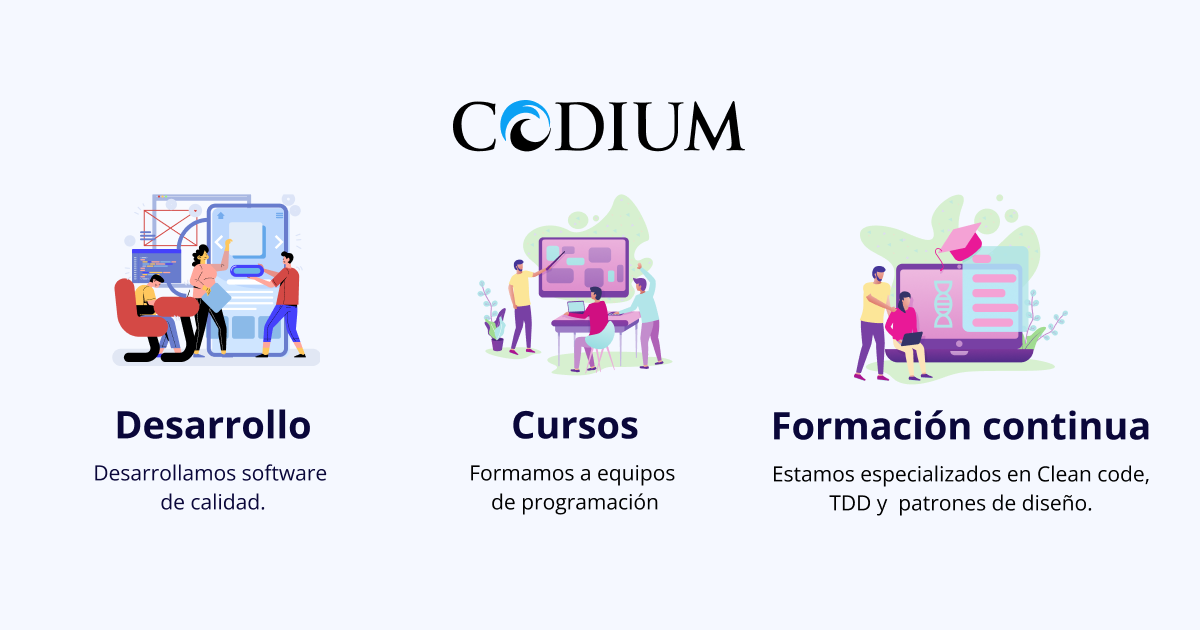 CODIUM
Desarrollo
Desarrollamos software
de calidad.
Cursos
Formamos a equipos
de programación
Formación continua
Estamos especializados en Clean code,
TDD y  patrones de diseño.